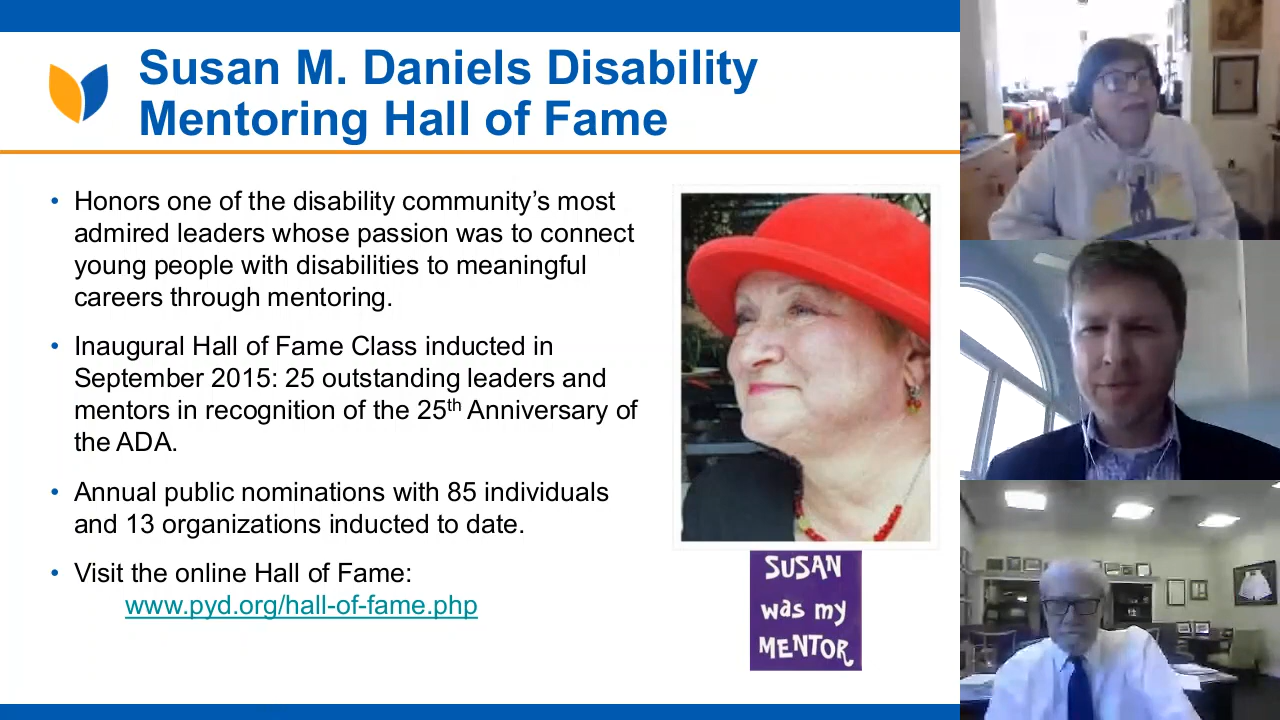 Susan M. Daniels Disability
Mentoring Hall of Fame
• Honors one of the disability community’s most
admired leaders whose passion was to connect
young people with disabilities to meaningful
careers through mentoring.
• Inaugural Hall of Fame Class inducted in
September 2015: 25 outstanding leaders and
mentors in recognition of the 25th Anniversary of
the ADA.
• Annual public nominations with 85 individuals
and 13 organizations inducted to date.
• Visit the online Hall of Fame:
www.pyd.org/hall-of-fame.php
SUSAN
was my
MENTOR